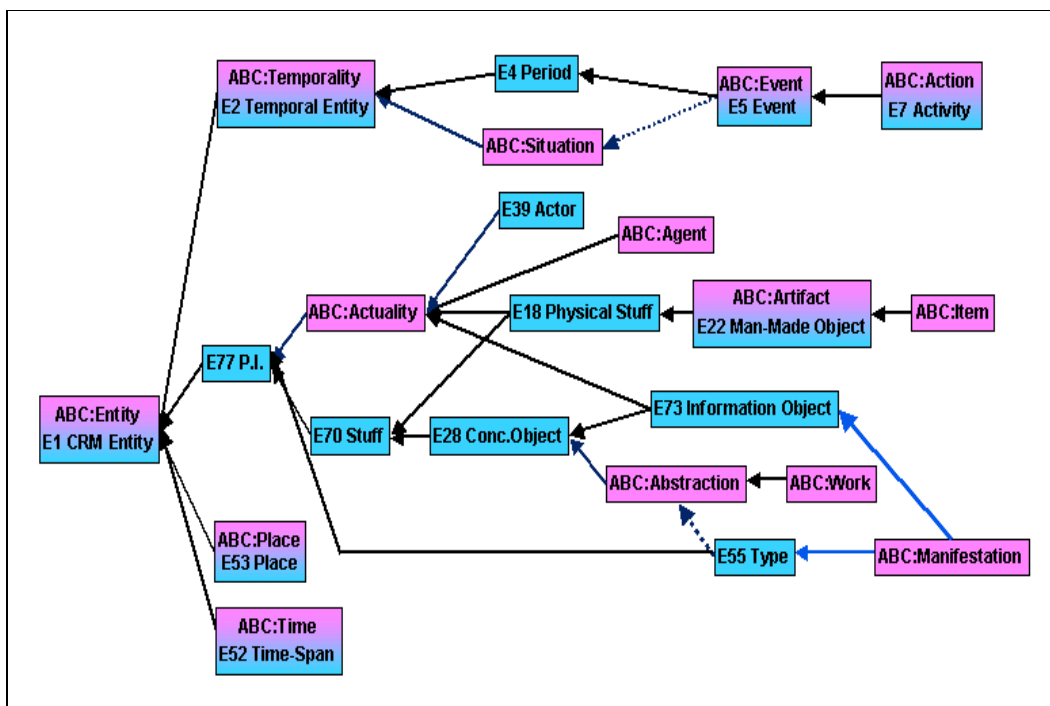 ABC:Temporality
E2 Temporal Entity
E4 Period
ABC:Event
E5 Event
ABC:Action
E7 Activity
ABC:Situation
E39 Actor
ABC:Agent
ABC:Actuality
E18 Physical Stuff
ABC:Artifact
E22 Man-Made Object
ABC:Item
E77 P.I.
ABC:Entity
E1 CRM Entity
E70 Stuff
E28 Conc.Object
E73 Information Object
ABC:Abstraction
ABC:Work
ABC:Place
E53 Place
E55 Type
ABC:Manifestation
ABC:Time
E52 Time-Span